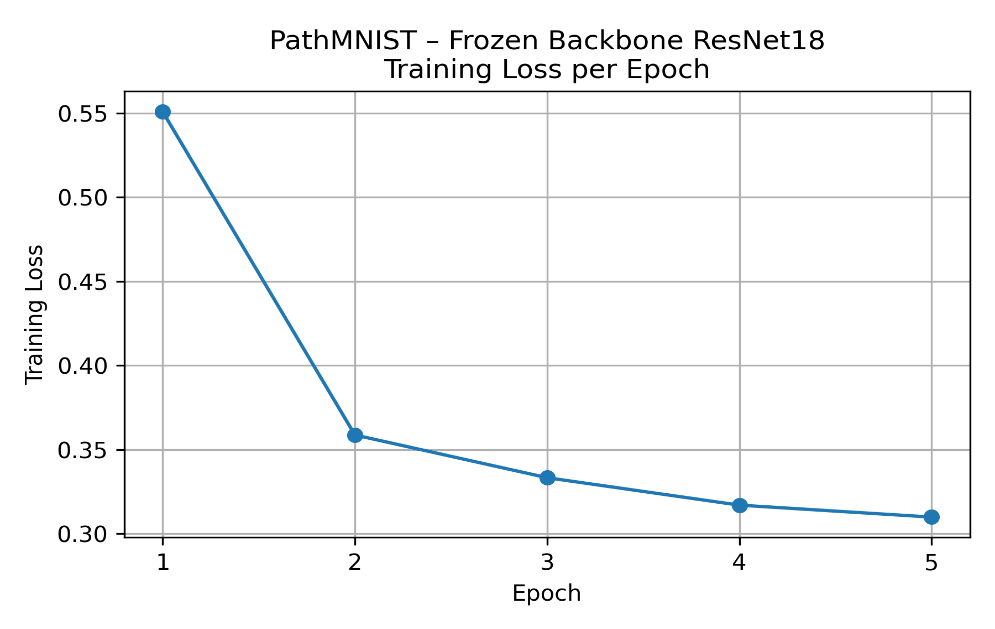 PathMNIST – Frozen Backbone ResNet18
Training Loss per Epoch
Training Loss
0.55
0.50
0.45
0.40
0.35
0.30
1 2 3 4 5
Epoch